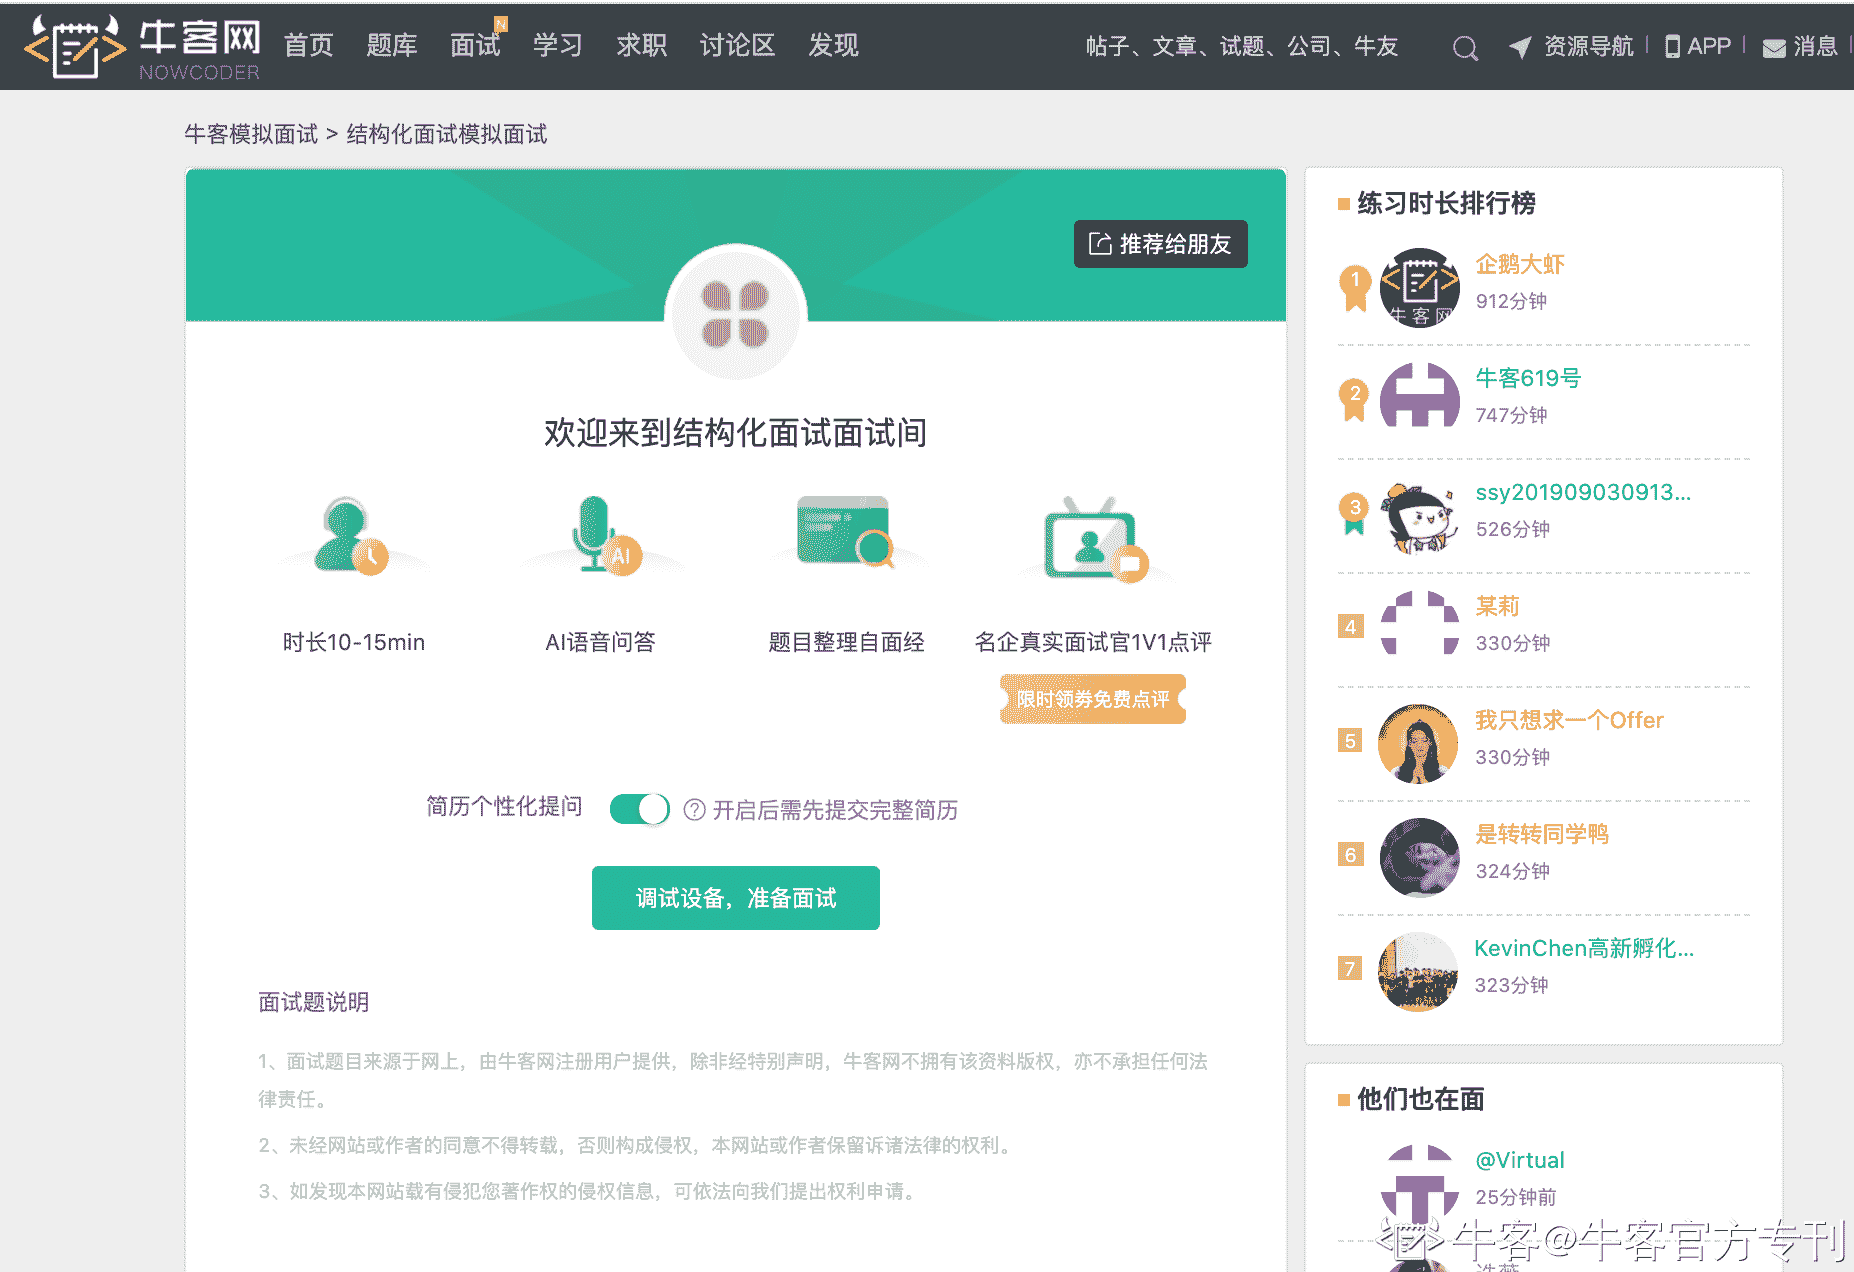 牛客网
NOWCODER
首页 题库 面试 学习 求职 讨论区 发现
N
帖子、文章、试题、公司、牛友
资源导航 APP 消息
牛客模拟面试 > 结构化面试模拟面试
推荐给朋友
欢迎来到结构化面试面试间
AI
时长10-15min
AI语音问答
题目整理自面经
名企真实面试官1V1点评
限时领券免费点评
简历个性化提问
? 开启后需先提交完整简历
调试设备，准备面试
面试题说明
1、面试题目来源于网上，由牛客网注册用户提供，除非经特别声明，牛客网不拥有该资料版权，亦不承担任何法
律责任。
2、未经网站或作者的同意不得转载，否则构成侵权，本网站或作者保留诉诸法律的权利。
3、如发现本网站载有侵犯您著作权的侵权信息，可依法向我们提出权利申请。
练习时长排行榜
1
牛客网
企鹅大虾
912分钟
2
牛客619号
747分钟
3
ssy201909030913...
526分钟
4
某莉
330分钟
5
我只想求一个Offer
330分钟
6
是转转同学鸭
324分钟
7
KevinChen高新孵化...
323分钟
他们也在面
@Virtual
25分钟前
牛客@牛客官方专刊